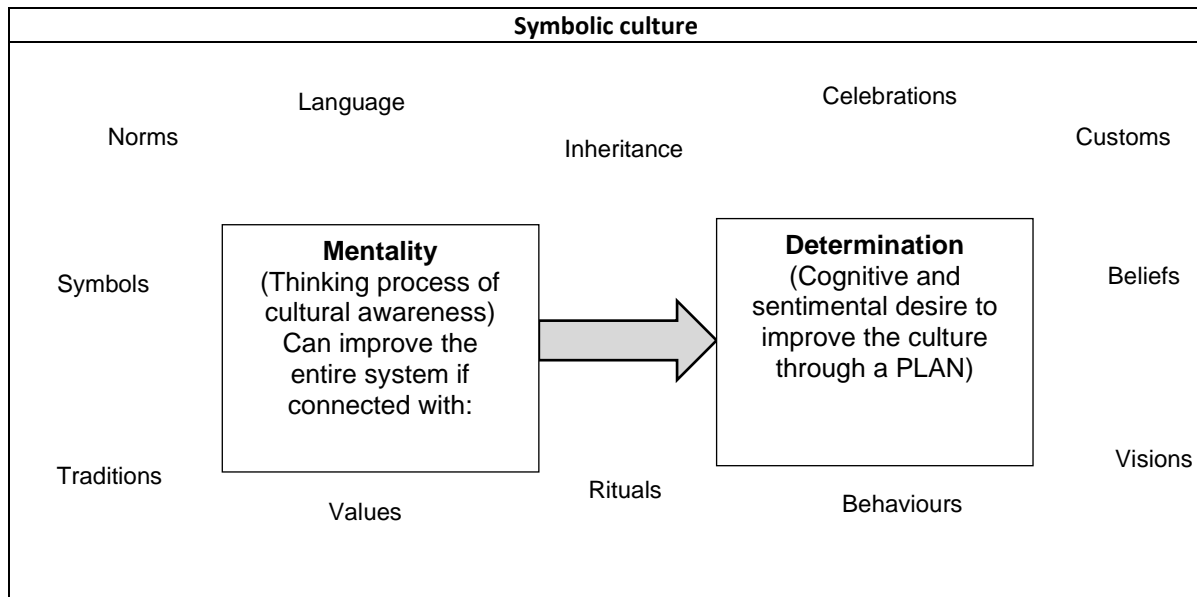 Symbolic culture
Language
Celebrations
Norms
Inheritance
Customs
Symbols
Mentality
(Thinking process of
cultural awareness)
Can improve the
entire system if
connected with:
Determination
(Cognitive and
sentimental desire to
improve the culture
through a PLAN)
Beliefs
Traditions
Values
Rituals
Behaviours
Visions